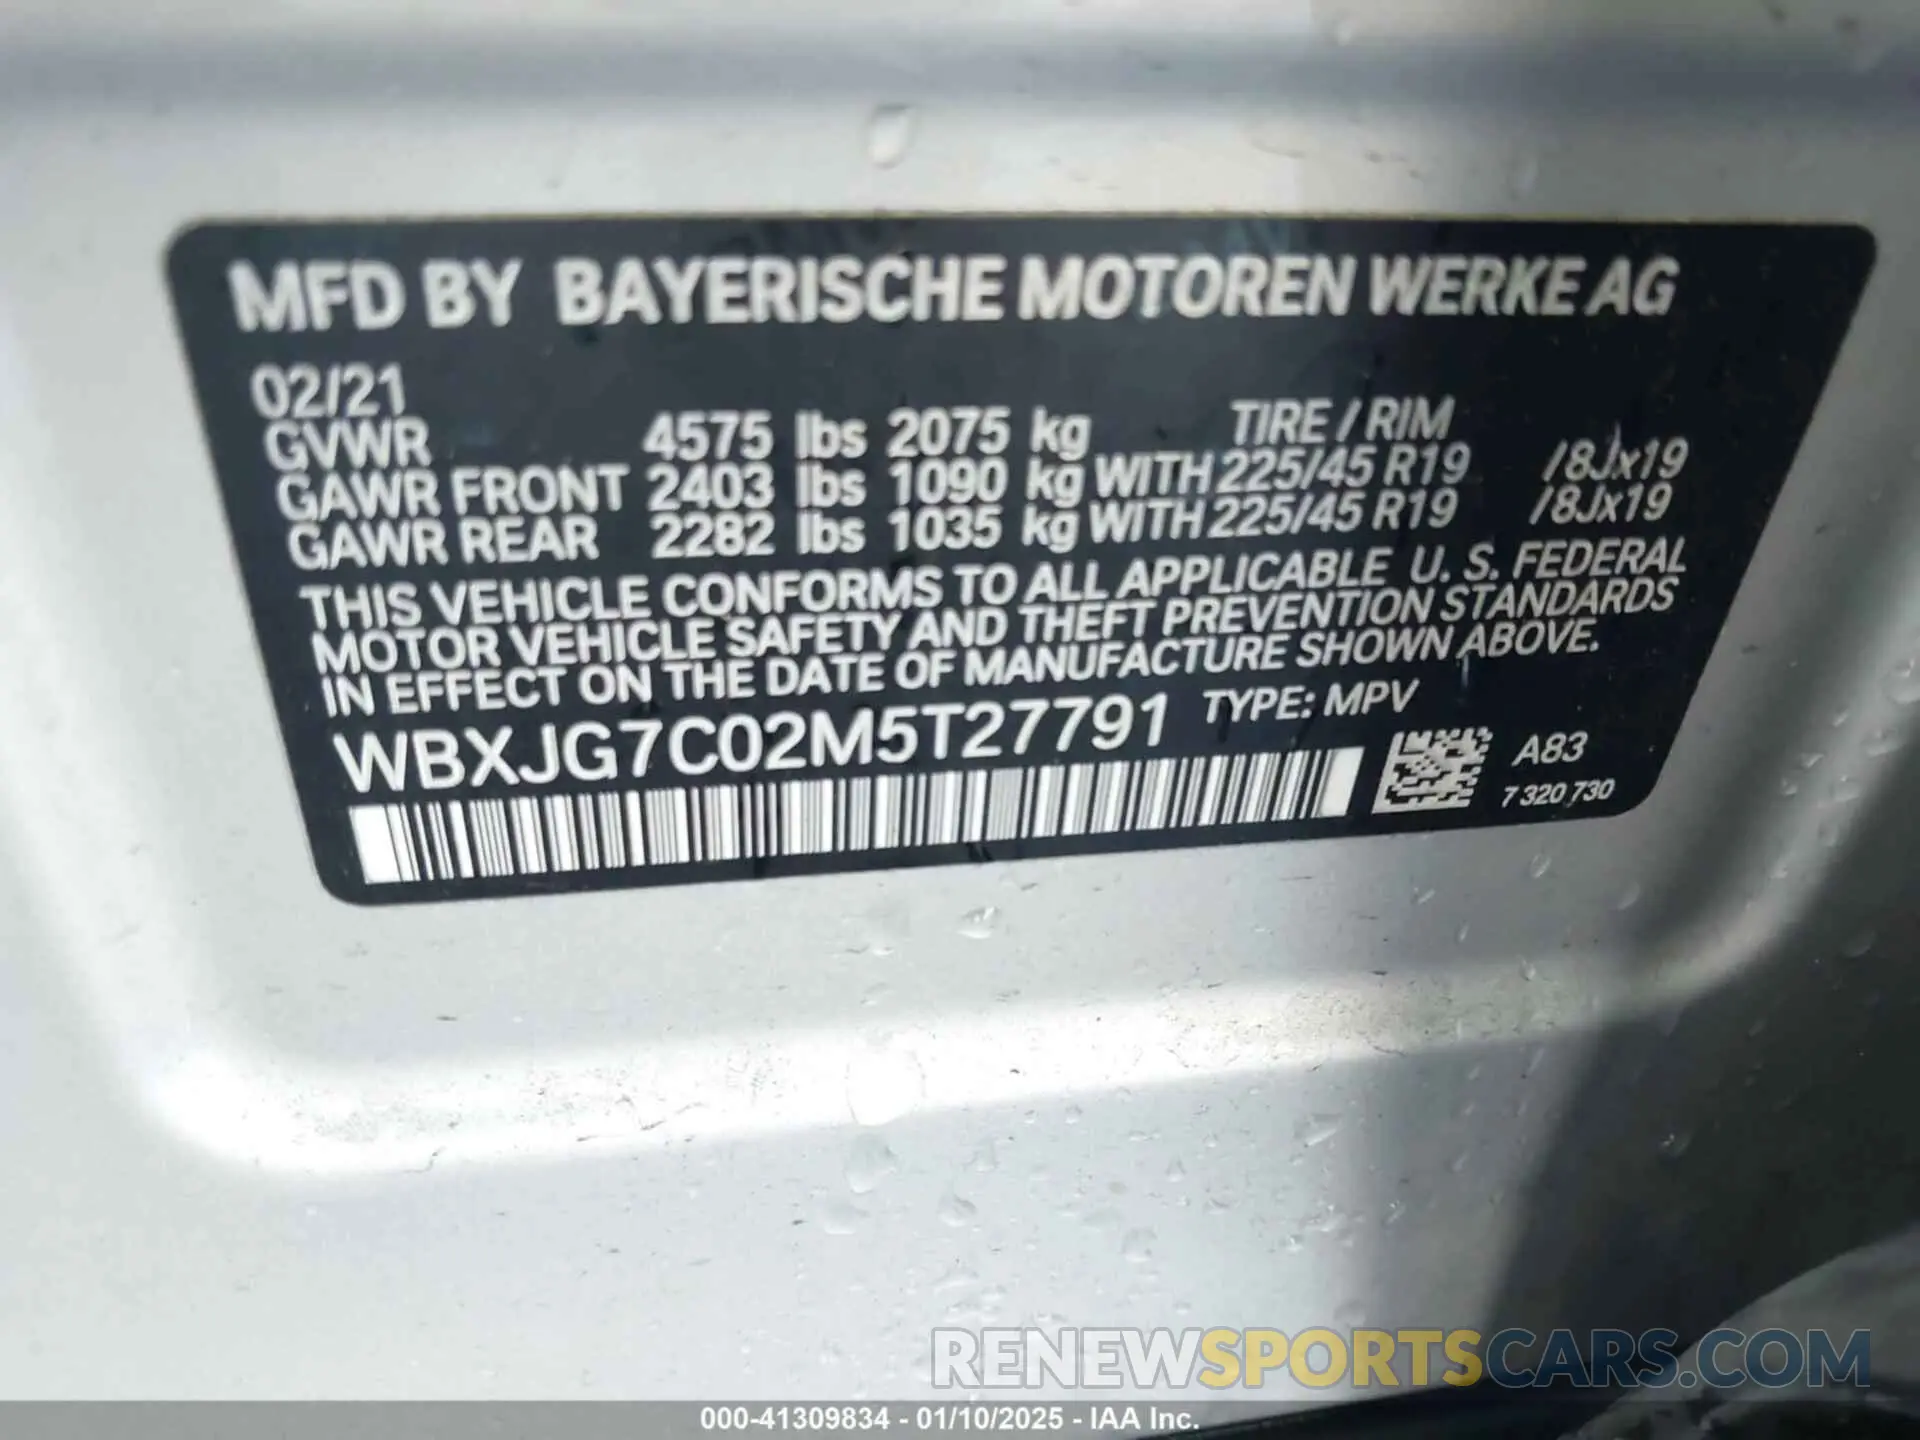 MFD BY BAYERISCHE MOTOREN WERKE AG
02/21
TIRE / RIM
GVWR 4575 lbs 2075 kg
GAWR FRONT 2403 lbs 1090 kg WITH 225/45 R19 /8Jx19
GAWR REAR 2282 lbs 1035 kg WITH 225/45 R19 /8Jx19
THIS VEHICLE CONFORMS TO ALL APPLICABLE U. S. FEDERAL
MOTOR VEHICLE SAFETY AND THEFT PREVENTION STANDARDS
IN EFFECT ON THE DATE OF MANUFACTURE SHOWN ABOVE.
WBXJG7C02M5T27791 TYPE: MPV
A83
7 320 730
RENEWSPORTSCARS.COM
000-41309834 - 01/10/2025 - IAA Inc.